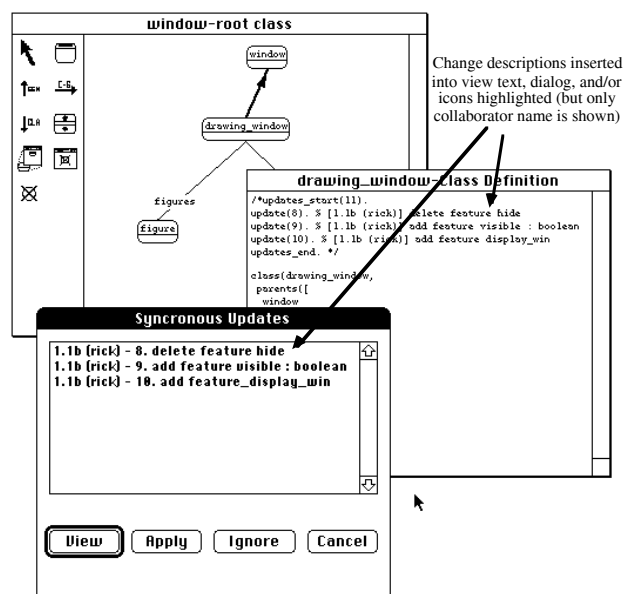 window-root class
window
drawing_window
figures
figure
C-G
Change descriptions inserted
into view text, dialog, and/or
icons highlighted (but only
collaborator name is shown)
drawing_window-Class Definition
/*updates_start(11).
update(8). % [1.1b (rick)] delete feature hide
update(9). % [1.1b (rick)] add feature visible : boolean
update(10). % [1.1b (rick)] add feature display_win
updates_end. */
class(drawing_window,
parents([
window
Syncronous Updates
1.1b (rick) - 8. delete feature hide
1.1b (rick) - 9. add feature visible : boolean
1.1b (rick) - 10. add feature_display_win
View
Apply
Ignore
Cancel